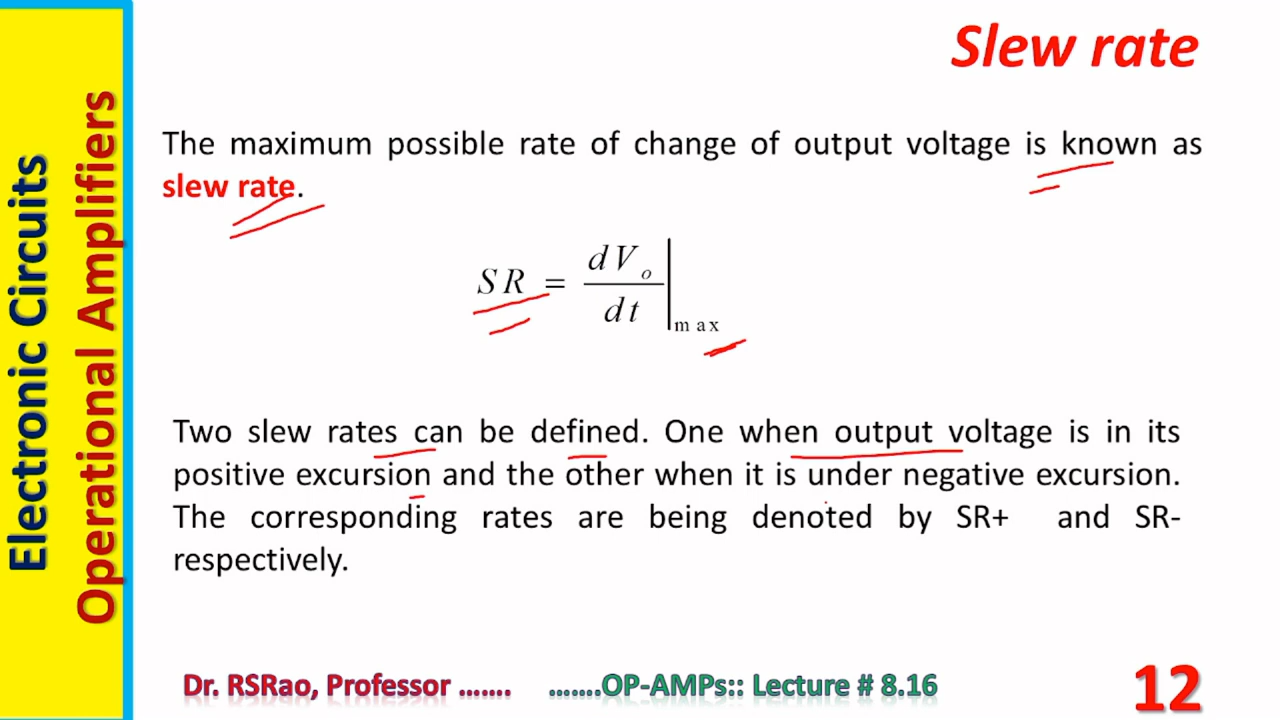 Electronic Circuits
Operational Amplifiers
Slew rate
The maximum possible rate of change of output voltage is known as
slew rate.
SR = dVₒ/dt |max
Two slew rates can be defined. One when output voltage is in its
positive excursion and the other when it is under negative excursion.
The corresponding rates are being denoted by SR+ and SR-
respectively.
Dr. RSRao, Professor ....... .......OP-AMPs:: Lecture # 8.16
12